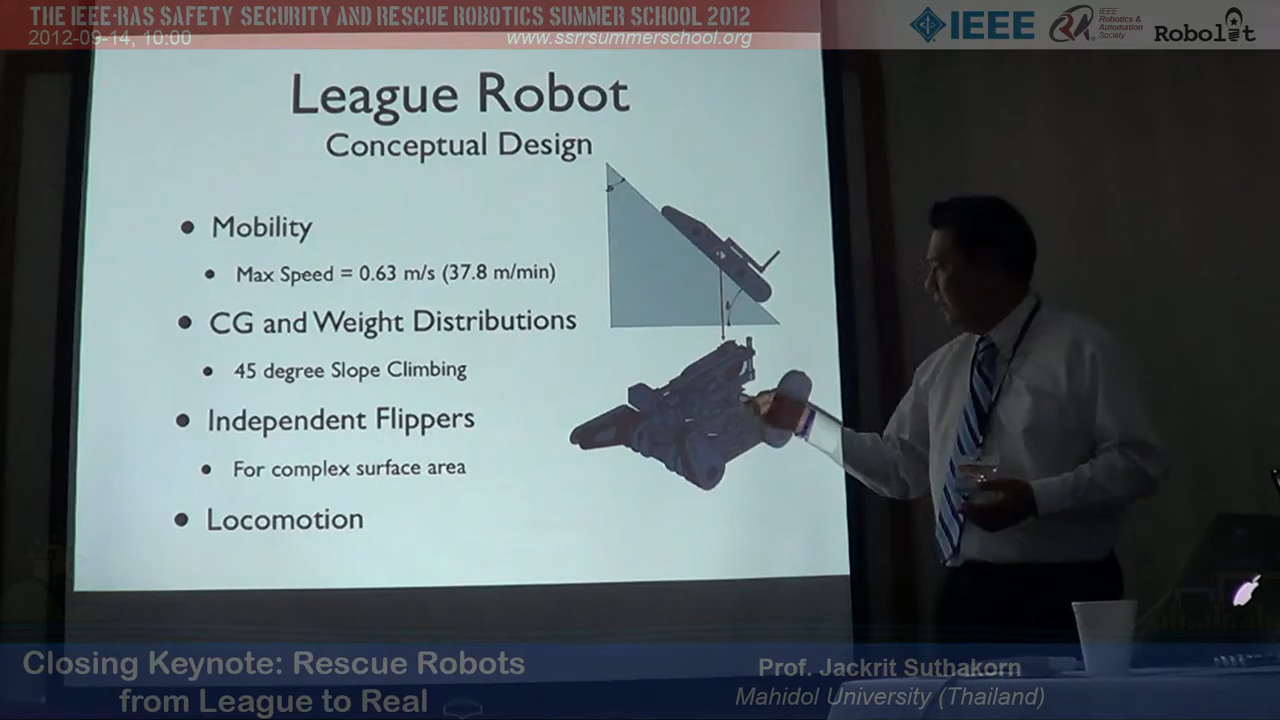 THE IEEE-RAS SAFETY SECURITY AND RESCUE ROBOTICS SUMMER SCHOOL 2012
2012-09-14, 10:00
www.ssrrsummerschool.org
IEEE
IEEE
Robotics &
Automation
Society
Robolit
League Robot
Conceptual Design
• Mobility
• Max Speed = 0.63 m/s (37.8 m/min)
• CG and Weight Distributions
• 45 degree Slope Climbing
• Independent Flippers
• For complex surface area
• Locomotion
Closing Keynote: Rescue Robots
from League to Real
Prof. Jackrit Suthakorn
Mahidol University (Thailand)